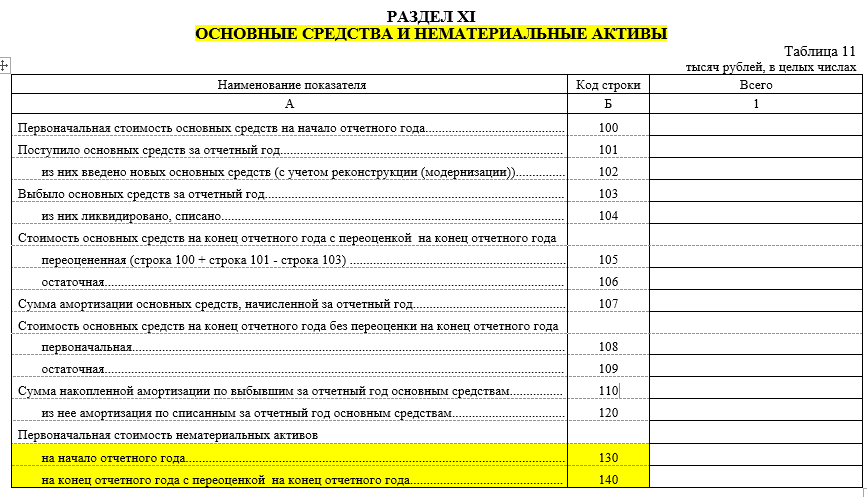 РАЗДЕЛ XI
ОСНОВНЫЕ СРЕДСТВА И НЕМАТЕРИАЛЬНЫЕ АКТИВЫ
Таблица 11
тысяч рублей, в целых числах
Наименование показателя Код строки Всего
А Б 1
Первоначальная стоимость основных средств на начало отчетного года 100
Поступило основных средств за отчетный год 101
из них введено новых основных средств (с учетом реконструкции (модернизации)) 102
Выбыло основных средств за отчетный год 103
из них ликвидировано, списано 104
Стоимость основных средств на конец отчетного года с переоценкой на конец отчетного года
переоцененная (строка 100 + строка 101 - строка 103) 105
остаточная 106
Сумма амортизации основных средств, начисленной за отчетный год 107
Стоимость основных средств на конец отчетного года без переоценки на конец отчетного года
первоначальная 108
остаточная 109
Сумма накопленной амортизации по выбывшим за отчетный год основным средствам 110
из нее амортизация по списанным за отчетный год основным средствам 120
Первоначальная стоимость нематериальных активов
на начало отчетного года 130
на конец отчетного года с переоценкой на конец отчетного года 140